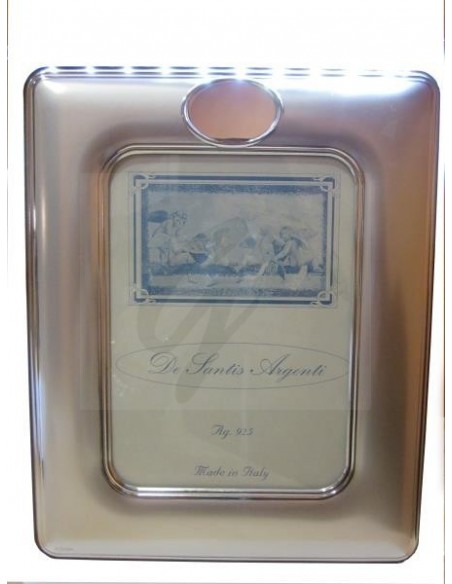 De Santis Argenti
Ag. 925
Made in Italy